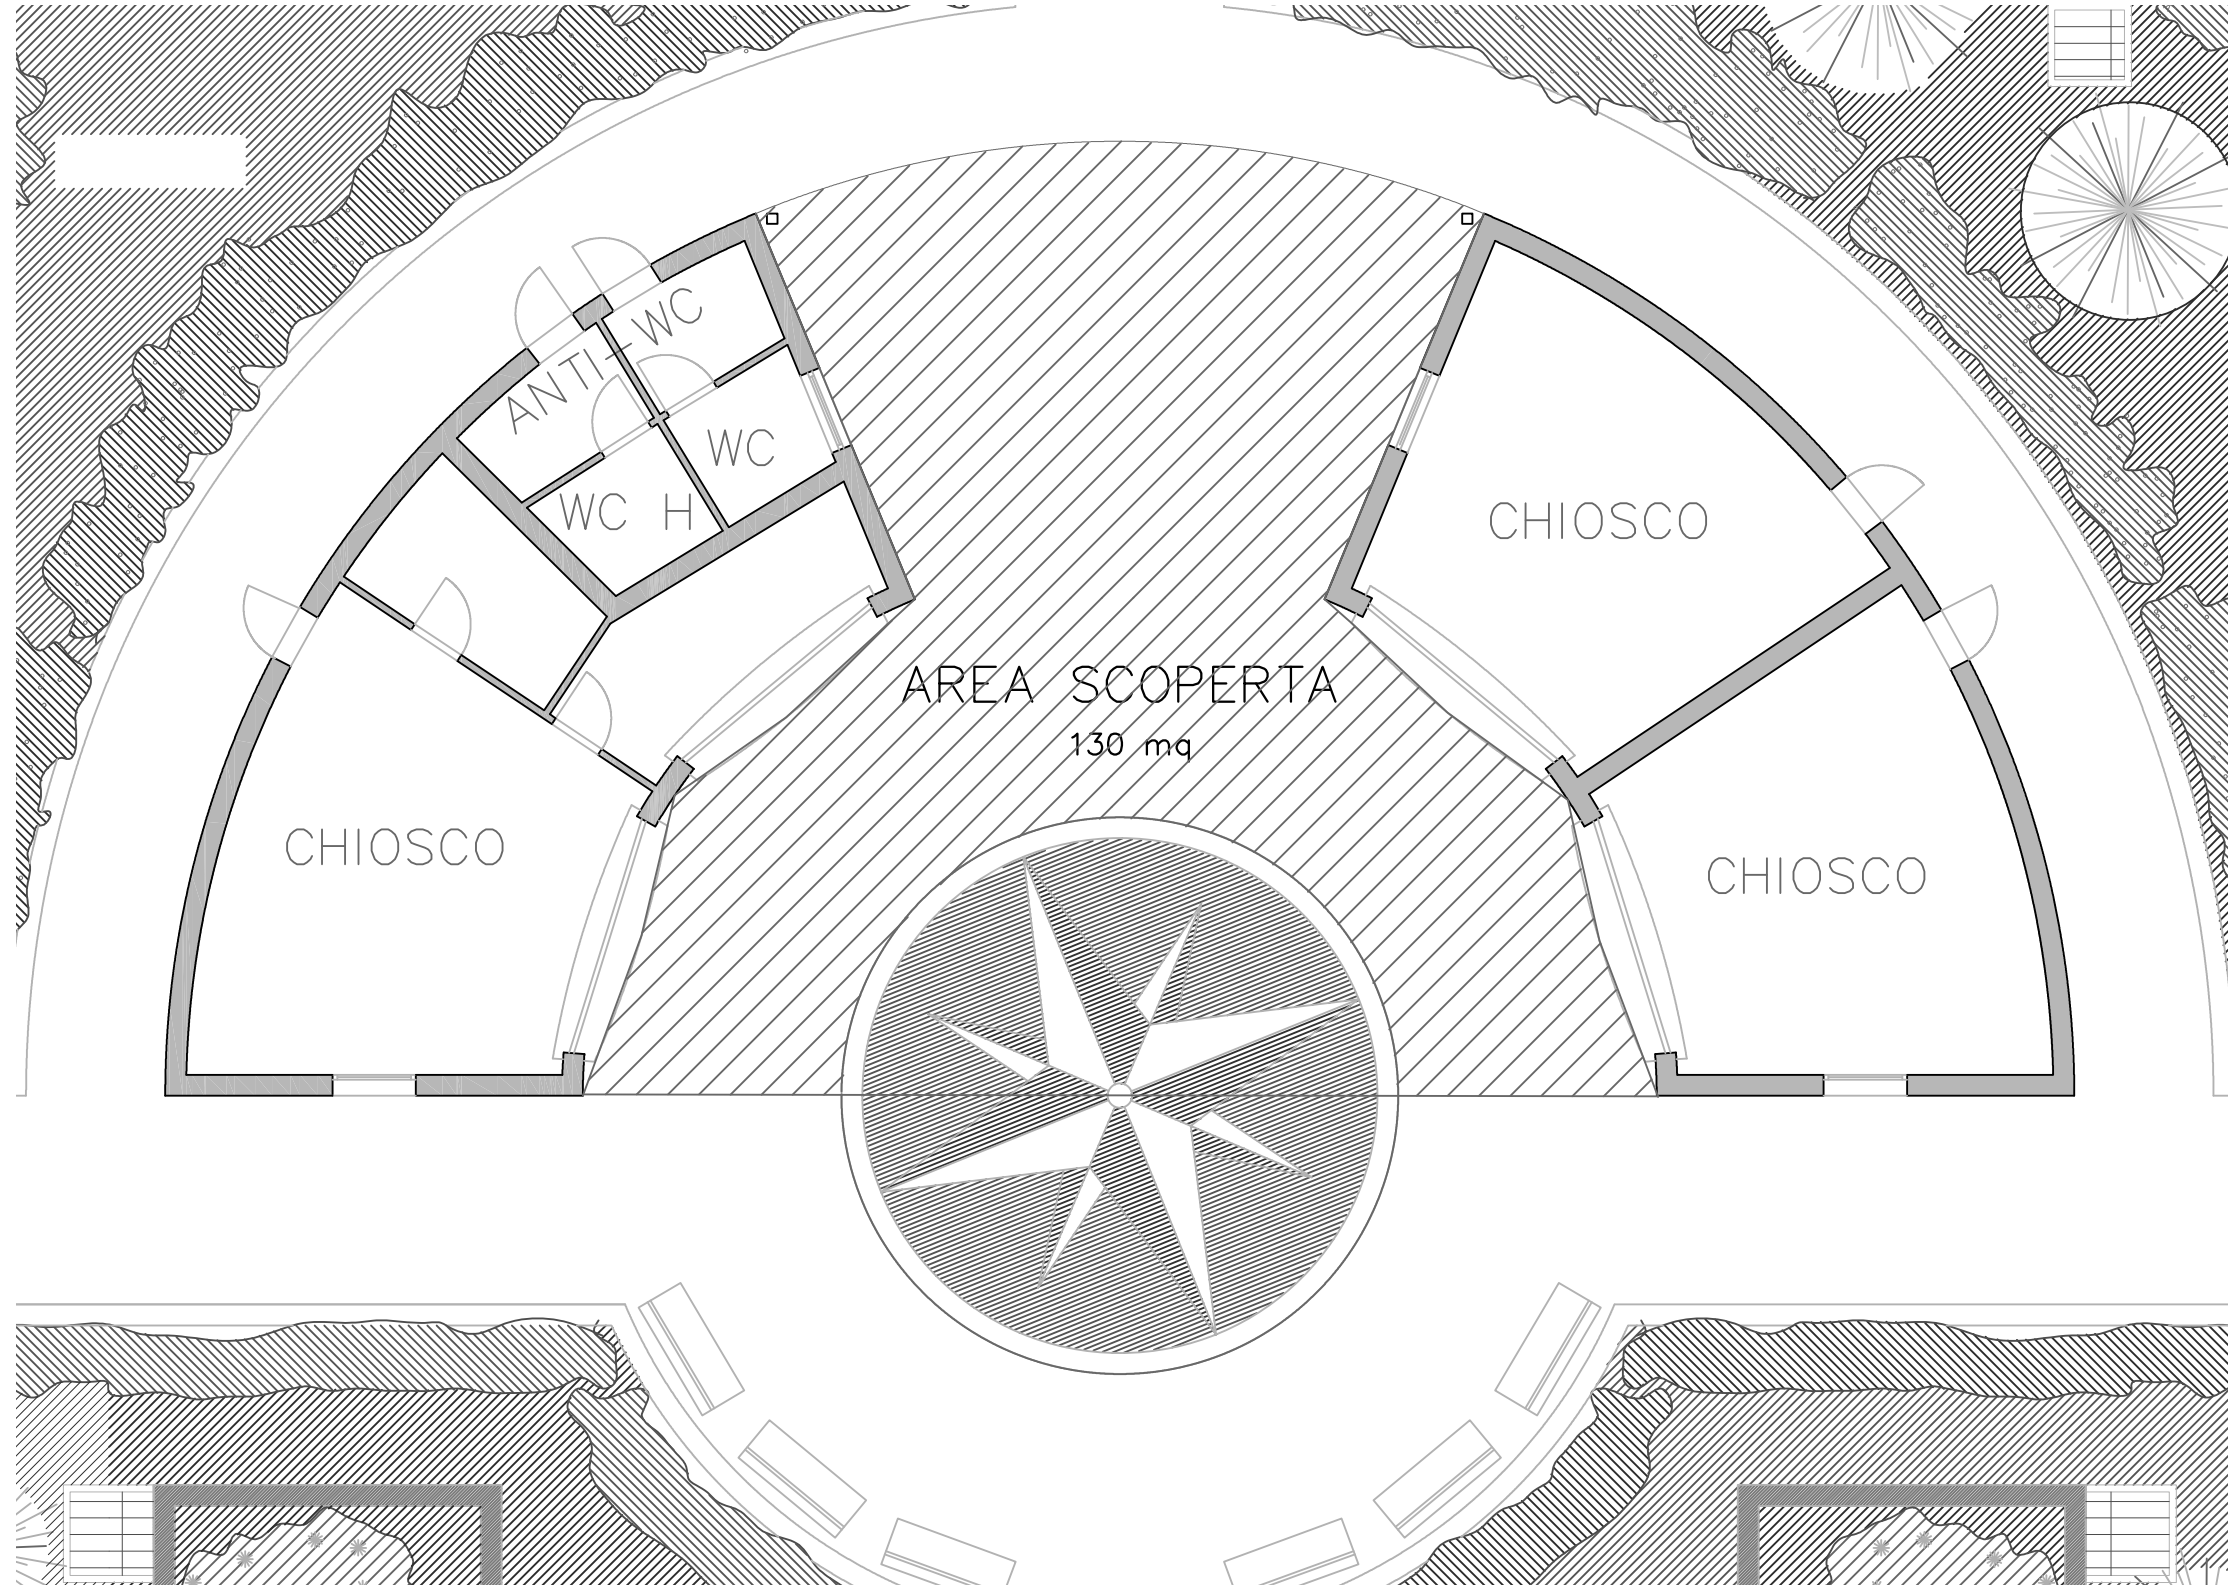 ANTI-WC
WC
WC H
CHIOSCO
AREA SCOPERTA
130 mq
CHIOSCO
CHIOSCO